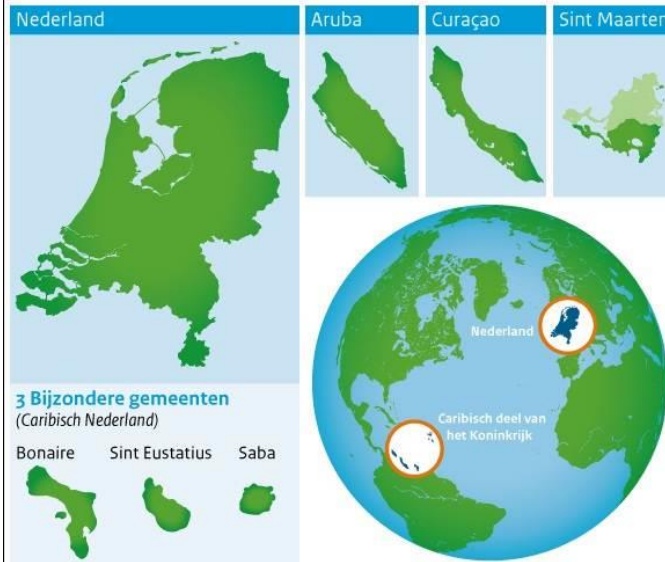 Nederland
Aruba
Curaçao
Sint Maarten
Nederland
Caribisch deel van
het Koninkrijk
3 Bijzondere gemeenten
(Caribisch Nederland)
Bonaire
Sint Eustatius
Saba